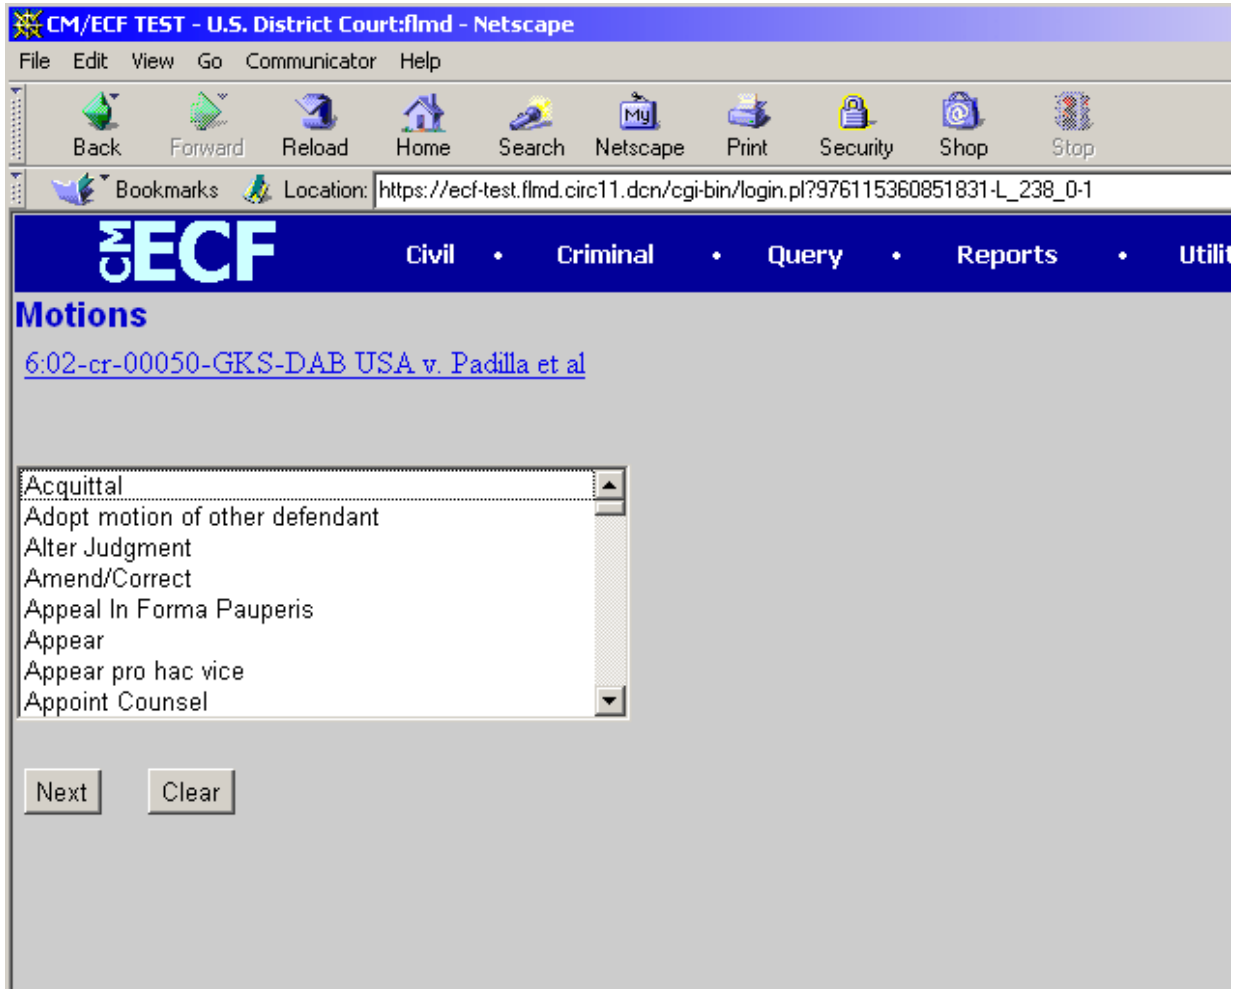 CM/ECF TEST - U.S. District Court:flmd - Netscape
File Edit View Go Communicator Help
Back Forward Reload Home Search Netscape Print Security Shop Stop
Bookmarks Location: https://ecf-test.flmd.circ11.dcn/cgi-bin/login.pl?976115360851831-L_238_0-1
CM ECF Civil • Criminal • Query • Reports • Utilit
Motions
6:02-cr-00050-GKS-DAB USA v. Padilla et al
Acquittal
Adopt motion of other defendant
Alter Judgment
Amend/Correct
Appeal In Forma Pauperis
Appear
Appear pro hac vice
Appoint Counsel
Next Clear